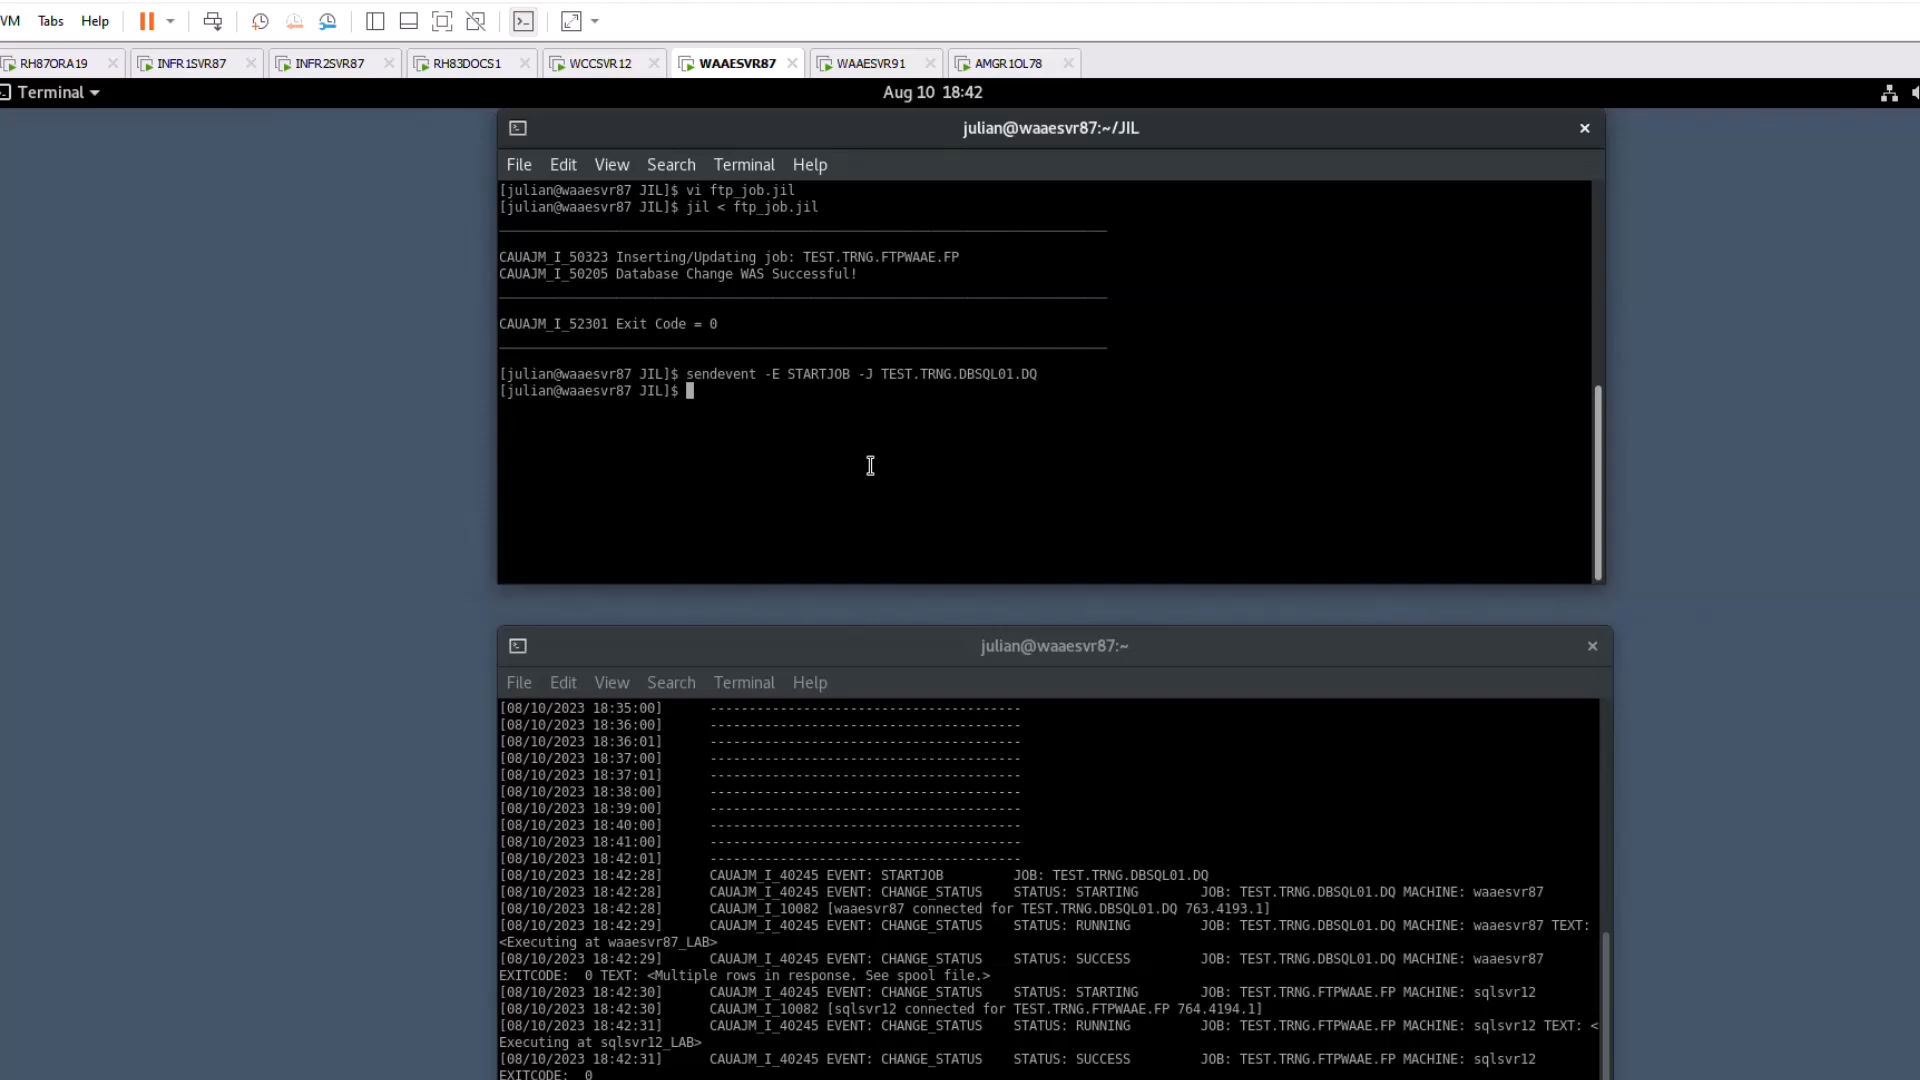 VM Tabs Help
RH87ORA19 INFR1SVR87 INFR2SVR87 RH83DOCS1 WCCSVR12 WAAESVR87 WAAESVR91 AMGR1OL78
Terminal Aug 10 18:42
julian@waaesvr87:~/JIL
File Edit View Search Terminal Help
[julian@waaesvr87 JIL]$ vi ftp_job.jil
[julian@waaesvr87 JIL]$ jil < ftp_job.jil
CAUAJM_I_50323 Inserting/Updating job: TEST.TRNG.FTPWAAE.FP
CAUAJM_I_50205 Database Change WAS Successful!
CAUAJM_I_52301 Exit Code = 0
[julian@waaesvr87 JIL]$ sendevent -E STARTJOB -J TEST.TRNG.DBSQL01.DQ
[julian@waaesvr87 JIL]$
julian@waaesvr87:~
File Edit View Search Terminal Help
[08/10/2023 18:35:00] ----------------------------------------
[08/10/2023 18:36:00] ----------------------------------------
[08/10/2023 18:36:01] ----------------------------------------
[08/10/2023 18:37:00] ----------------------------------------
[08/10/2023 18:37:01] ----------------------------------------
[08/10/2023 18:38:00] ----------------------------------------
[08/10/2023 18:39:00] ----------------------------------------
[08/10/2023 18:40:00] ----------------------------------------
[08/10/2023 18:41:00] ----------------------------------------
[08/10/2023 18:42:01] ----------------------------------------
[08/10/2023 18:42:28] CAUAJM_I_40245 EVENT: STARTJOB JOB: TEST.TRNG.DBSQL01.DQ
[08/10/2023 18:42:28] CAUAJM_I_40245 EVENT: CHANGE_STATUS STATUS: STARTING JOB: TEST.TRNG.DBSQL01.DQ MACHINE: waaesvr87
[08/10/2023 18:42:28] CAUAJM_I_10082 [waaesvr87 connected for TEST.TRNG.DBSQL01.DQ 763.4193.1]
[08/10/2023 18:42:29] CAUAJM_I_40245 EVENT: CHANGE_STATUS STATUS: RUNNING JOB: TEST.TRNG.DBSQL01.DQ MACHINE: waaesvr87 TEXT:
<Executing at waaesvr87_LAB>
[08/10/2023 18:42:29] CAUAJM_I_40245 EVENT: CHANGE_STATUS STATUS: SUCCESS JOB: TEST.TRNG.DBSQL01.DQ MACHINE: waaesvr87
EXITCODE: 0 TEXT: <Multiple rows in response. See spool file.>
[08/10/2023 18:42:30] CAUAJM_I_40245 EVENT: CHANGE_STATUS STATUS: STARTING JOB: TEST.TRNG.FTPWAAE.FP MACHINE: sqlsvr12
[08/10/2023 18:42:30] CAUAJM_I_10082 [sqlsvr12 connected for TEST.TRNG.FTPWAAE.FP 764.4194.1]
[08/10/2023 18:42:31] CAUAJM_I_40245 EVENT: CHANGE_STATUS STATUS: RUNNING JOB: TEST.TRNG.FTPWAAE.FP MACHINE: sqlsvr12 TEXT: <
Executing at sqlsvr12_LAB>
[08/10/2023 18:42:31] CAUAJM_I_40245 EVENT: CHANGE_STATUS STATUS: SUCCESS JOB: TEST.TRNG.FTPWAAE.FP MACHINE: sqlsvr12
EXITCODE: 0